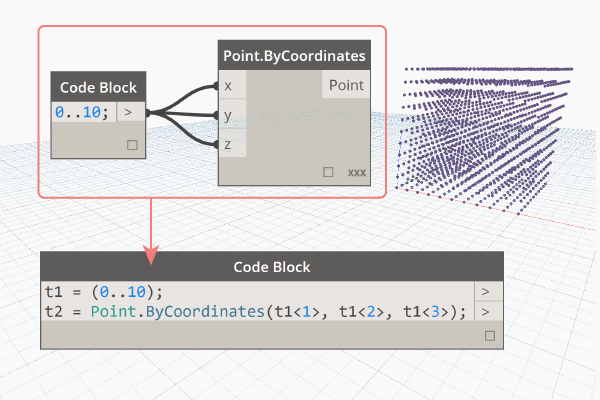 Point.ByCoordinates
Code Block
x
Point
0..10;
>
y
z
xxx
Code Block
t1 = (0..10);
>
t2 = Point.ByCoordinates(t1<1>, t1<2>, t1<3>);
>